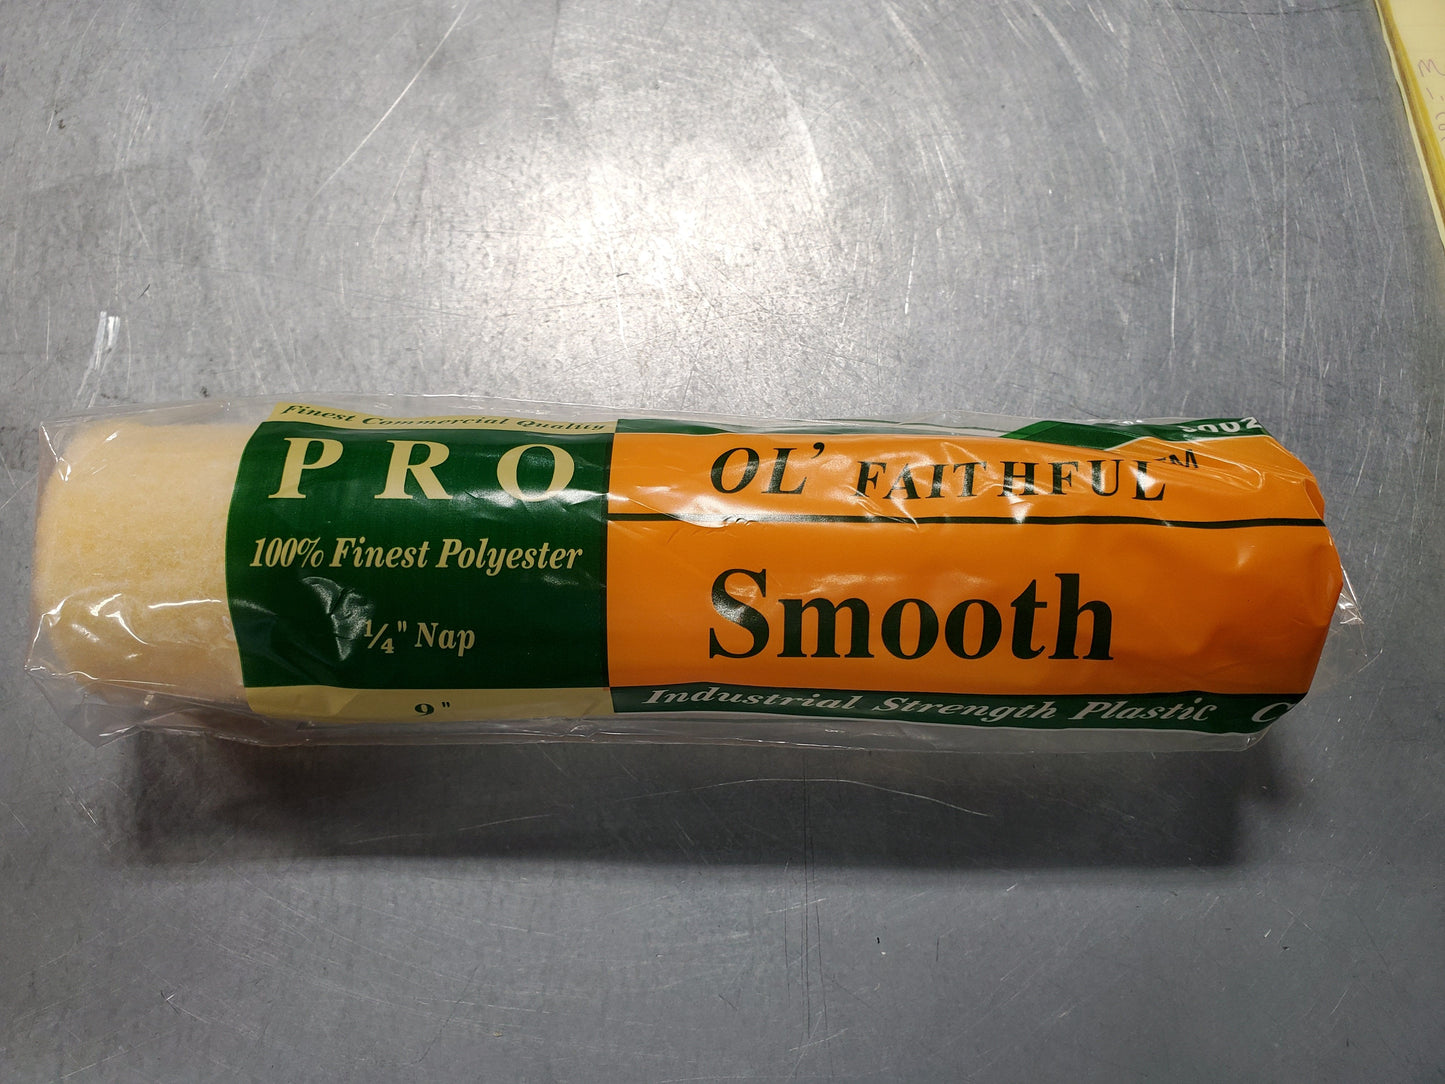 Finest Commercial Quality
PRO
100% Finest Polyester
1/4" Nap
9"
OL' FAITHFUL™
Smooth
Industrial Strength Plastic